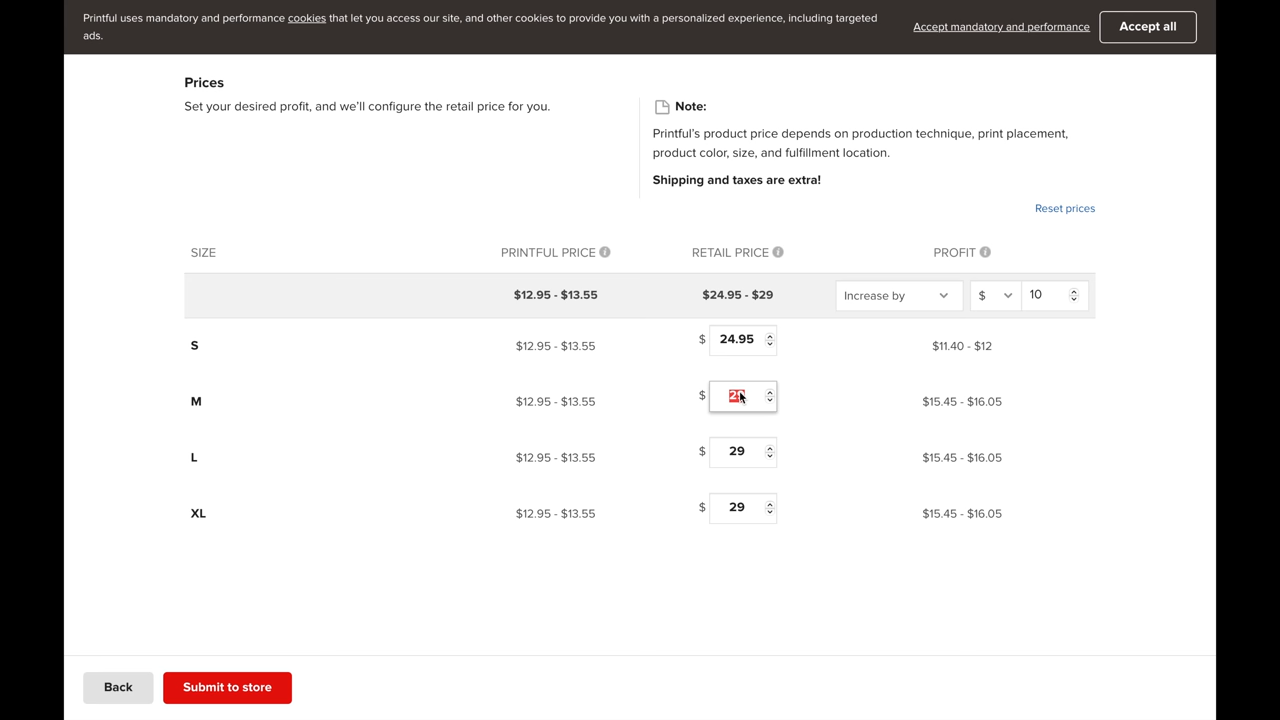 Printful uses mandatory and performance cookies that let you access our site, and other cookies to provide you with a personalized experience, including targeted
ads.
Accept mandatory and performance
Accept all
Prices
Set your desired profit, and we'll configure the retail price for you.
Note:
Printful's product price depends on production technique, print placement,
product color, size, and fulfillment location.
Shipping and taxes are extra!
Reset prices
SIZE PRINTFUL PRICE RETAIL PRICE PROFIT
$12.95 - $13.55 $24.95 - $29 Increase by $ 10
S $12.95 - $13.55 $ 24.95 $11.40 - $12
M $12.95 - $13.55 $ $15.45 - $16.05
L $12.95 - $13.55 $ 29 $15.45 - $16.05
XL $12.95 - $13.55 $ 29 $15.45 - $16.05
Back
Submit to store